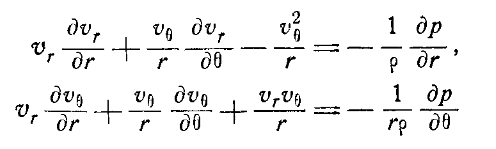 v_r ∂v_r/∂r + v_θ/r ∂v_r/∂θ − v_θ²/r = − 1/ρ ∂p/∂r,
v_r ∂v_θ/∂r + v_θ/r ∂v_θ/∂θ + v_r v_θ/r = − 1/rρ ∂p/∂θ